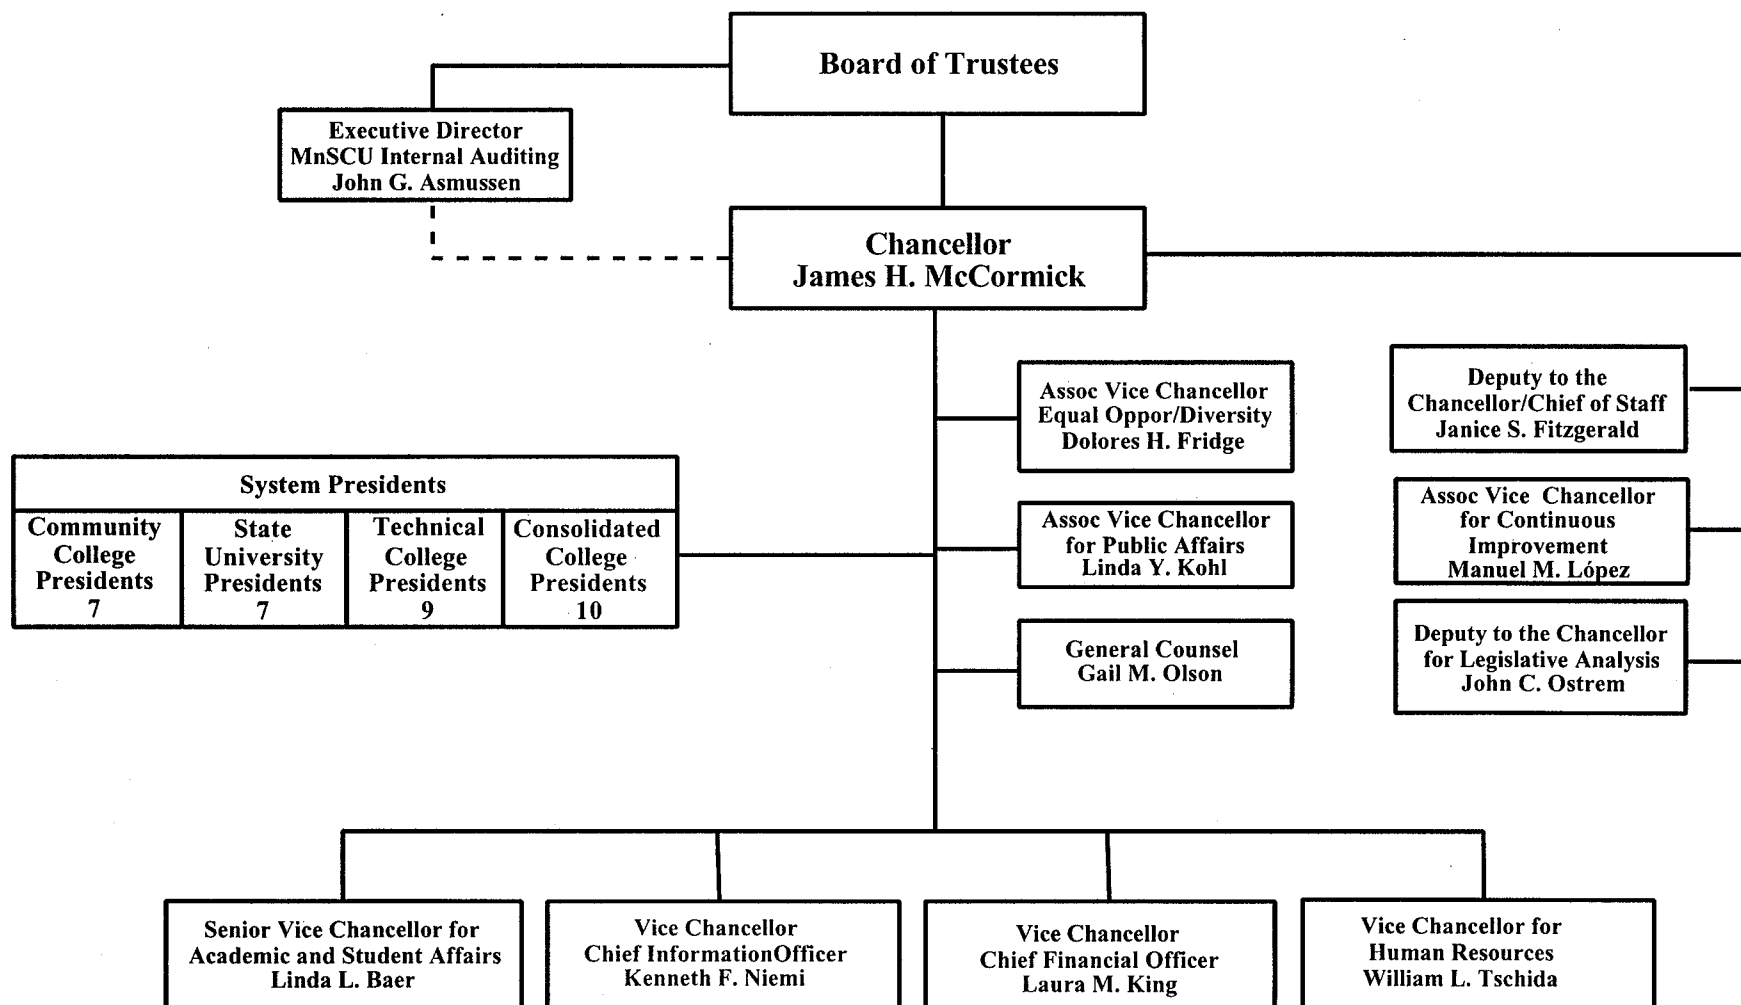 Board of Trustees
Executive Director
MnSCU Internal Auditing
John G. Asmussen
Chancellor
James H. McCormick
Assoc Vice Chancellor
Equal Oppor/Diversity
Dolores H. Fridge
Deputy to the
Chancellor/Chief of Staff
Janice S. Fitzgerald
System Presidents
Community
College
Presidents
7
State
University
Presidents
7
Technical
College
Presidents
9
Consolidated
College
Presidents
10
Assoc Vice Chancellor
for Public Affairs
Linda Y. Kohl
Assoc Vice Chancellor
for Continuous
Improvement
Manuel M. López
General Counsel
Gail M. Olson
Deputy to the Chancellor
for Legislative Analysis
John C. Ostrem
Senior Vice Chancellor for
Academic and Student Affairs
Linda L. Baer
Vice Chancellor
Chief InformationOfficer
Kenneth F. Niemi
Vice Chancellor
Chief Financial Officer
Laura M. King
Vice Chancellor for
Human Resources
William L. Tschida